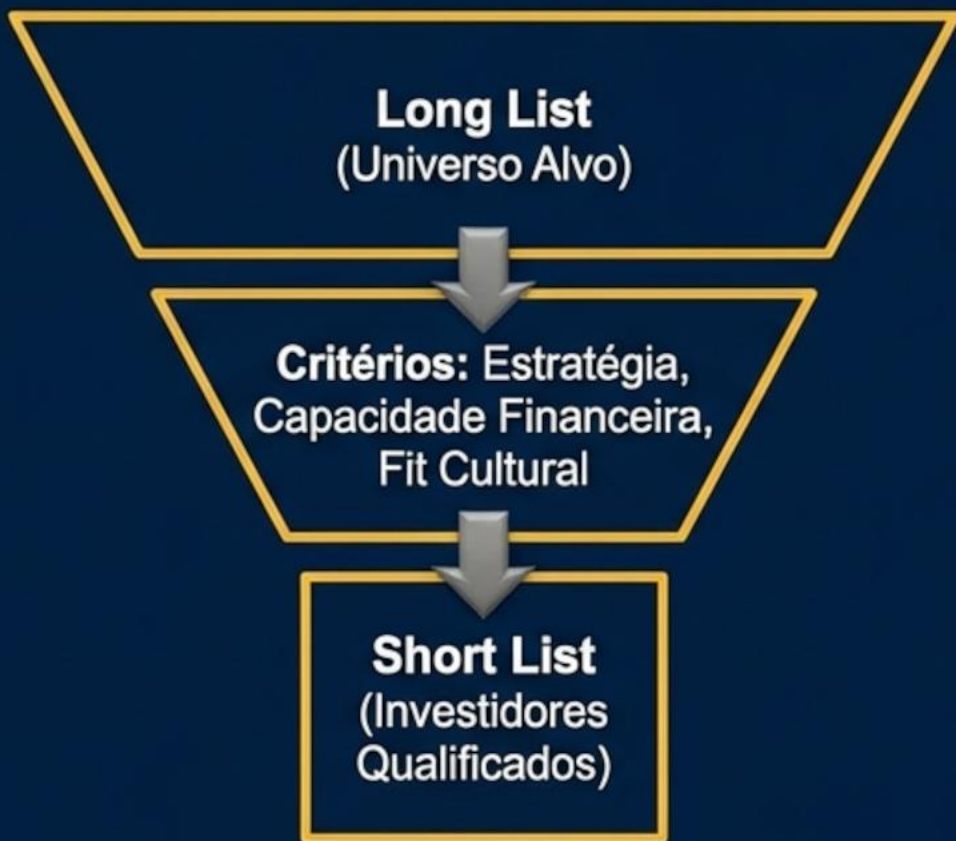 Long List
(Universo Alvo)
Critérios: Estratégia,
Capacidade Financeira,
Fit Cultural
Short List
(Investidores
Qualificados)